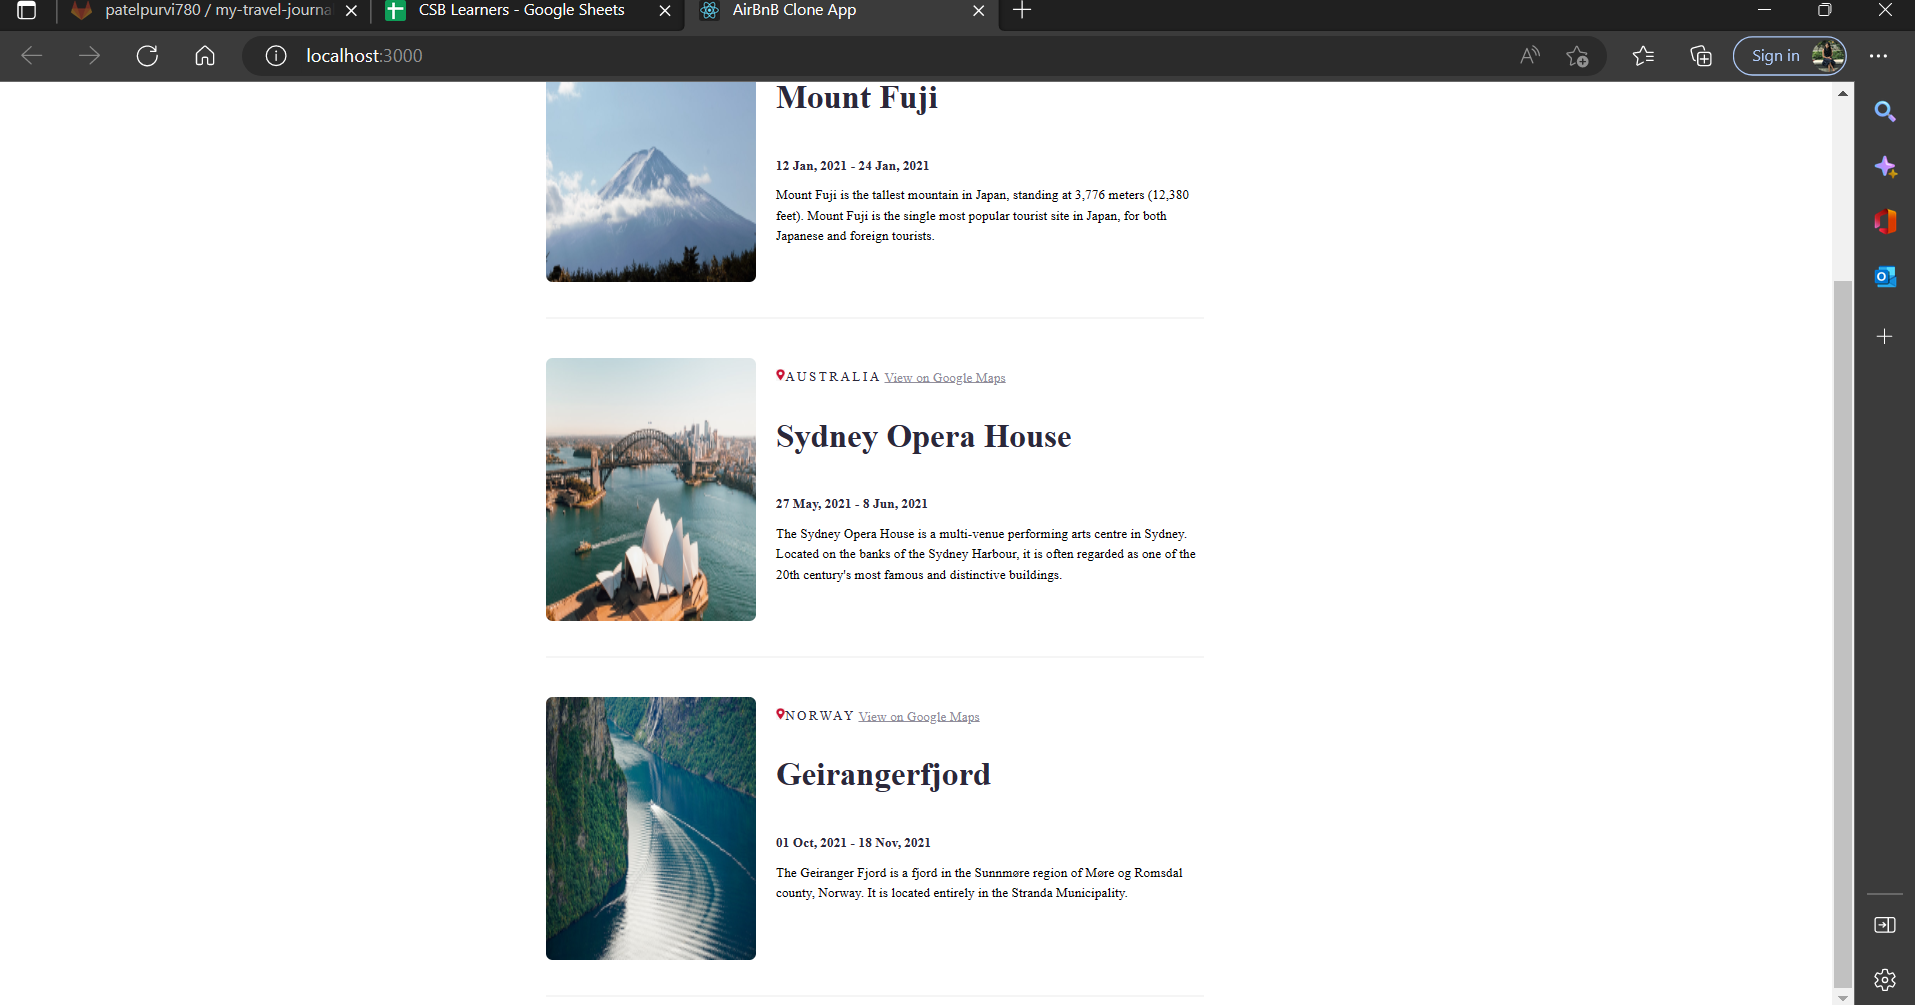 patelpurvi780 / my-travel-journa
CSB Learners - Google Sheets
AirBnB Clone App
localhost:3000
Sign in
Mount Fuji
12 Jan, 2021 - 24 Jan, 2021
Mount Fuji is the tallest mountain in Japan, standing at 3,776 meters (12,380
feet). Mount Fuji is the single most popular tourist site in Japan, for both
Japanese and foreign tourists.
AUSTRALIA View on Google Maps
Sydney Opera House
27 May, 2021 - 8 Jun, 2021
The Sydney Opera House is a multi-venue performing arts centre in Sydney.
Located on the banks of the Sydney Harbour, it is often regarded as one of the
20th century's most famous and distinctive buildings.
NORWAY View on Google Maps
Geirangerfjord
01 Oct, 2021 - 18 Nov, 2021
The Geiranger Fjord is a fjord in the Sunnmøre region of Møre og Romsdal
county, Norway. It is located entirely in the Stranda Municipality.